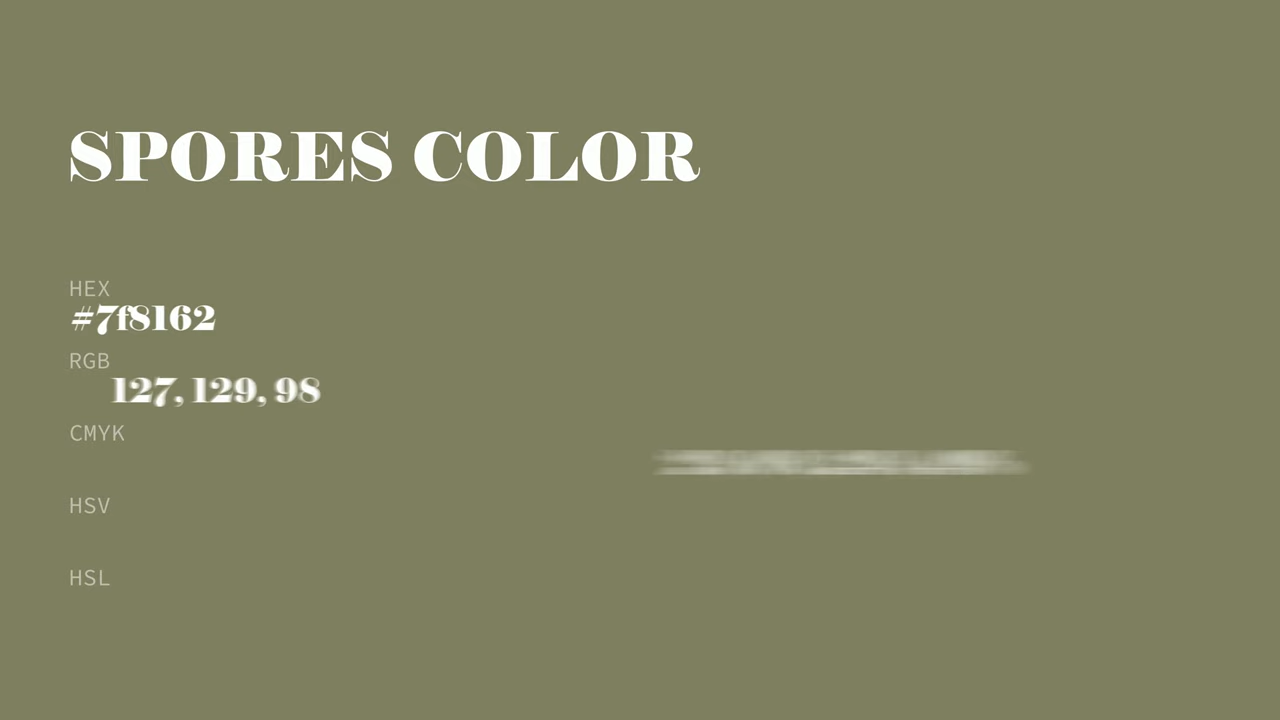 SPORES COLOR
HEX
#7f8162
RGB
127, 129, 98
CMYK
HSV
HSL